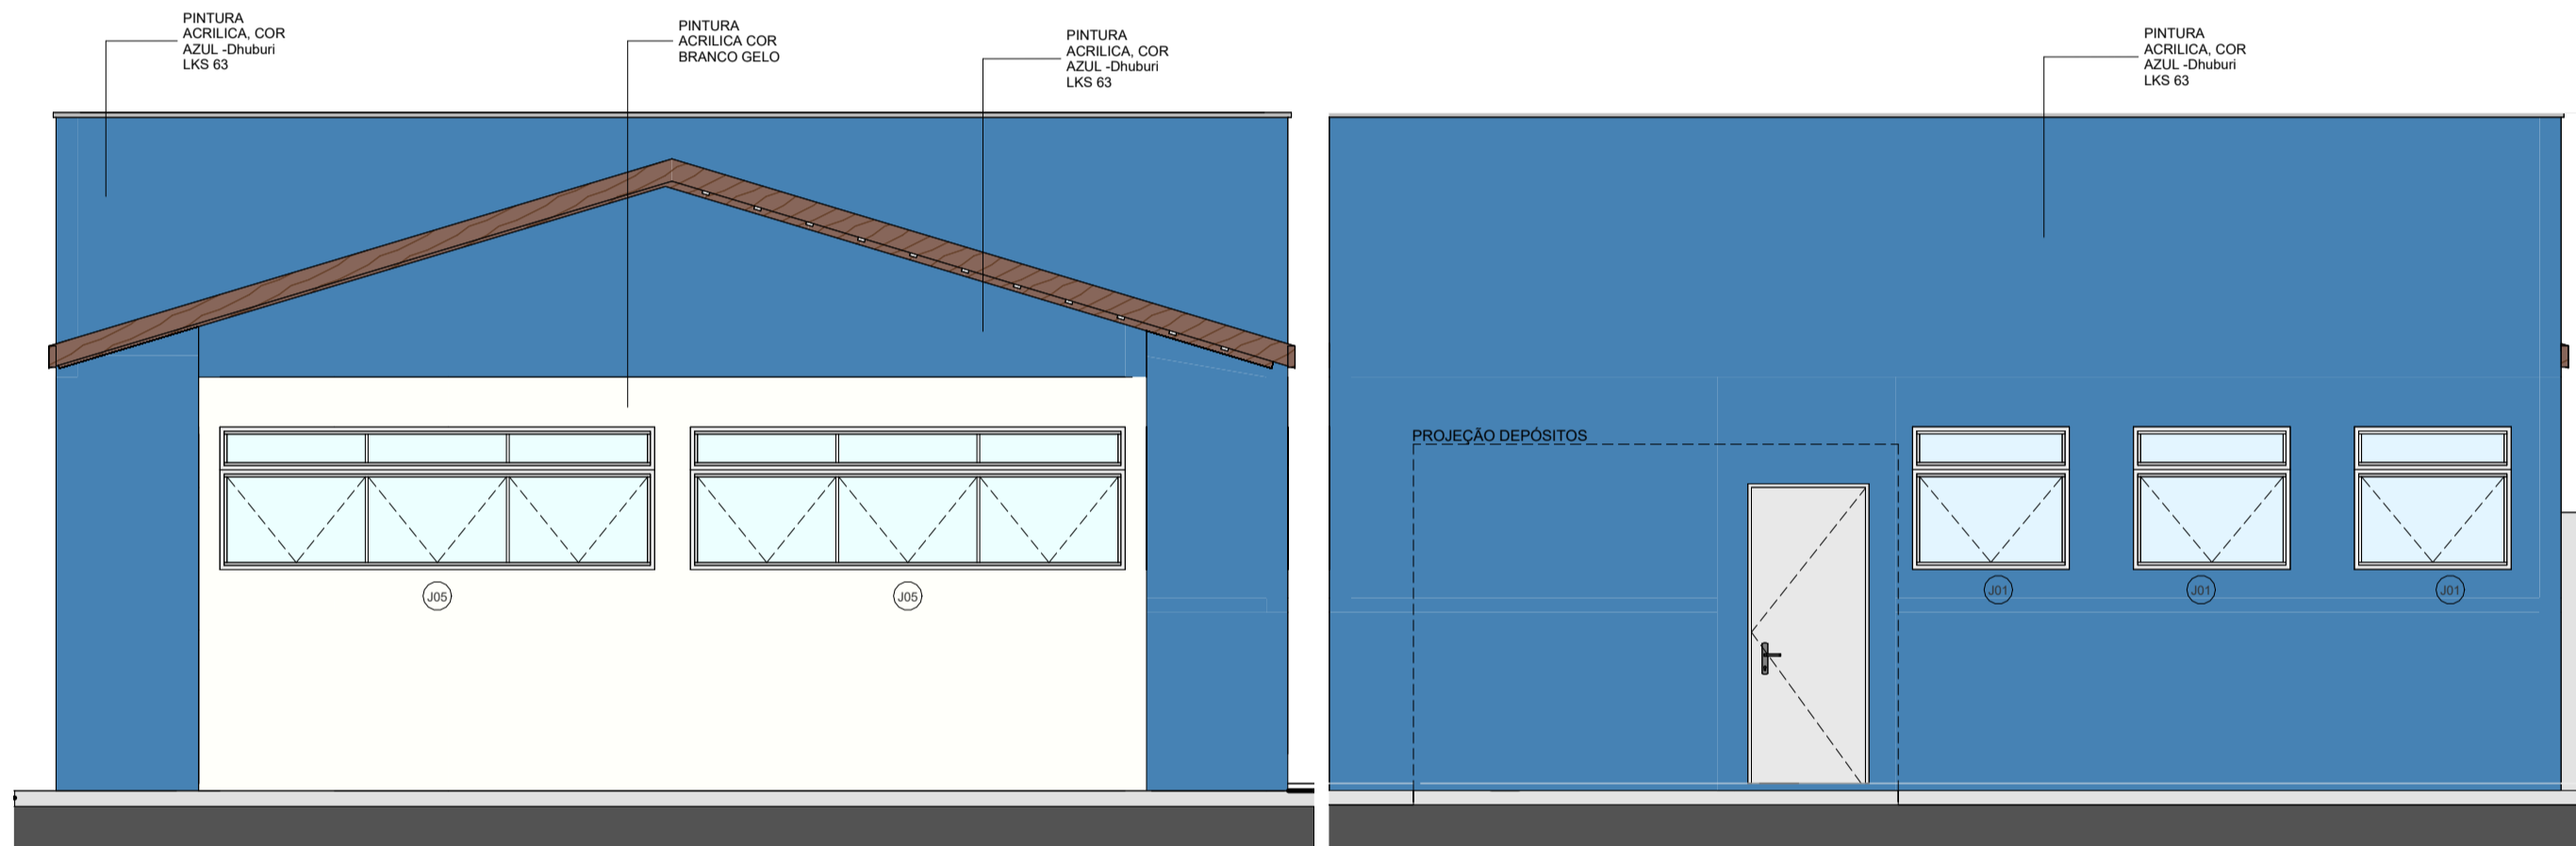 PINTURA
ACRILICA, COR
AZUL -Dhuburi
LKS 63
PINTURA
ACRILICA COR
BRANCO GELO
PINTURA
ACRILICA, COR
AZUL -Dhuburi
LKS 63
PINTURA
ACRILICA, COR
AZUL -Dhuburi
LKS 63
PROJEÇÃO DEPÓSITOS
J05
J05
J01
J01
J01